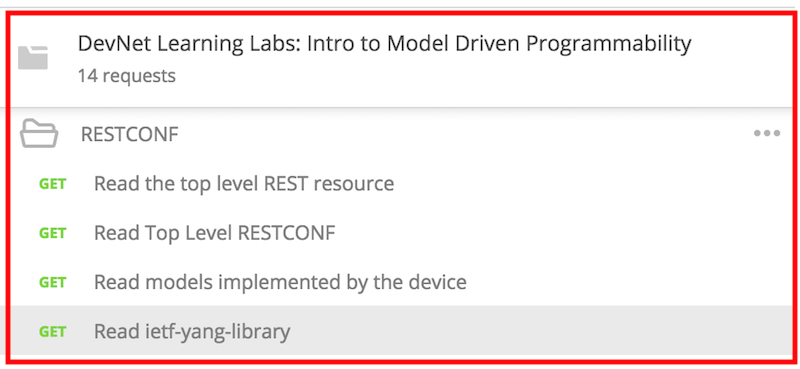 DevNet Learning Labs: Intro to Model Driven Programmability
14 requests
RESTCONF
GET Read the top level REST resource
GET Read Top Level RESTCONF
GET Read models implemented by the device
GET Read ietf-yang-library